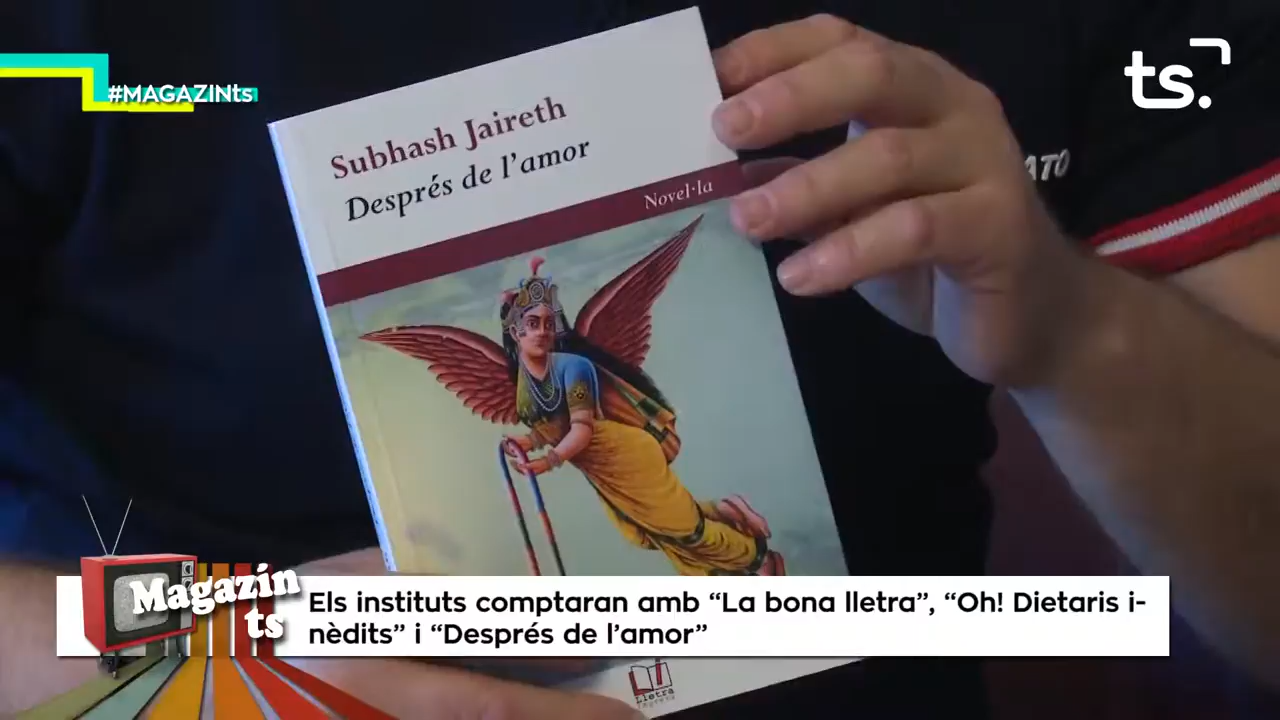 #MAGAZINts
ts.
ATO
Subhash Jaireth
Després de l'amor
Novel·la
Magazín
ts
Els instituts comptaran amb “La bona lletra”, “Oh! Dietaris i-
nèdits” i “Després de l’amor”
Lletra
Impresa